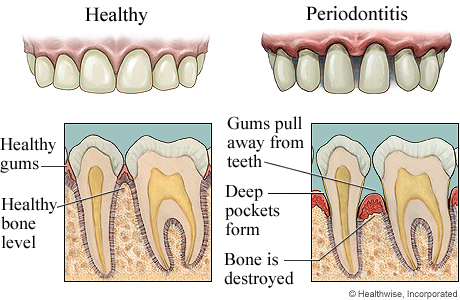 Healthy
Periodontitis
Healthy
gums
Healthy
bone
level
Gums pull
away from
teeth
Deep
pockets
form
Bone is
destroyed
© Healthwise, Incorporated